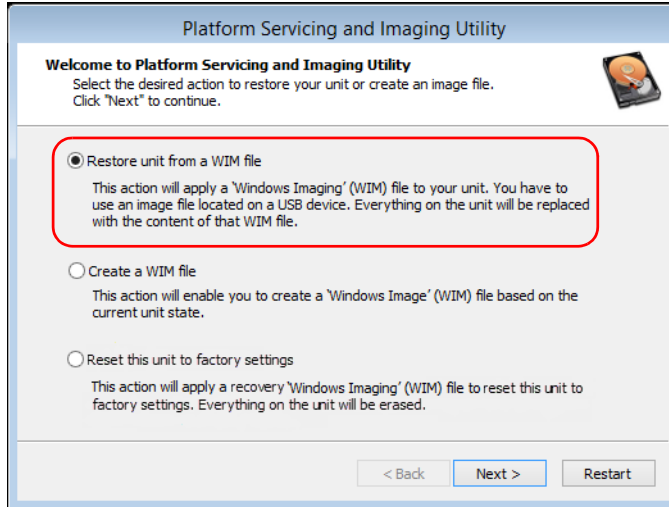 Platform Servicing and Imaging Utility
Welcome to Platform Servicing and Imaging Utility
Select the desired action to restore your unit or create an image file.
Click "Next" to continue.
Restore unit from a WIM file
This action will apply a 'Windows Imaging' (WIM) file to your unit. You have to
use an image file located on a USB device. Everything on the unit will be replaced
with the content of that WIM file.
Create a WIM file
This action will enable you to create a 'Windows Image' (WIM) file based on the
current unit state.
Reset this unit to factory settings
This action will apply a recovery 'Windows Imaging' (WIM) file to reset this unit to
factory settings. Everything on the unit will be erased.
< Back Next > Restart